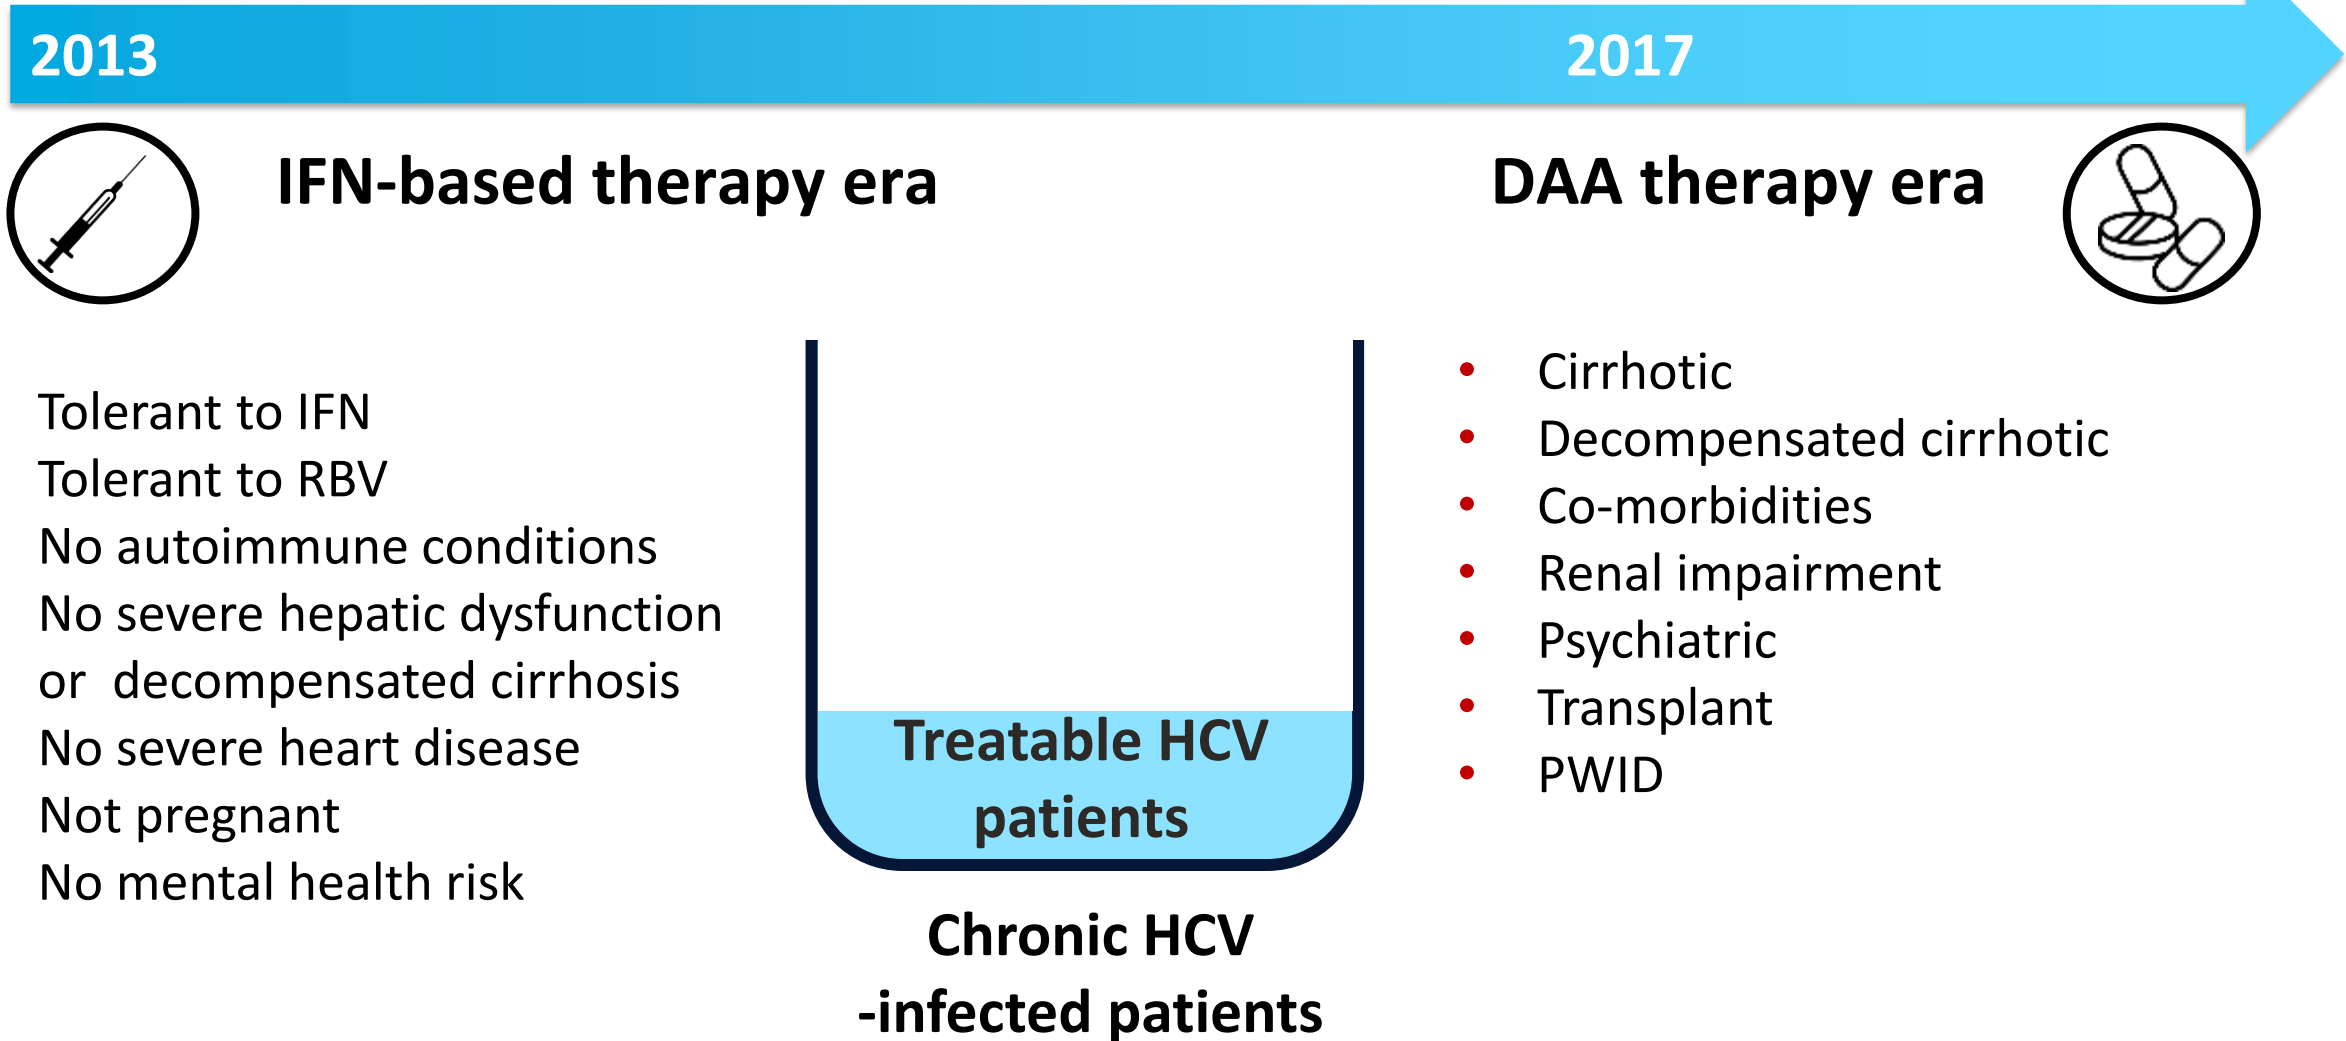 2013
2017
IFN-based therapy era
DAA therapy era
Tolerant to IFN
Tolerant to RBV
No autoimmune conditions
No severe hepatic dysfunction
or  decompensated cirrhosis
No severe heart disease
Not pregnant
No mental health risk
Treatable HCV
patients
Chronic HCV
-infected patients
• Cirrhotic
• Decompensated cirrhotic
• Co-morbidities
• Renal impairment
• Psychiatric
• Transplant
• PWID